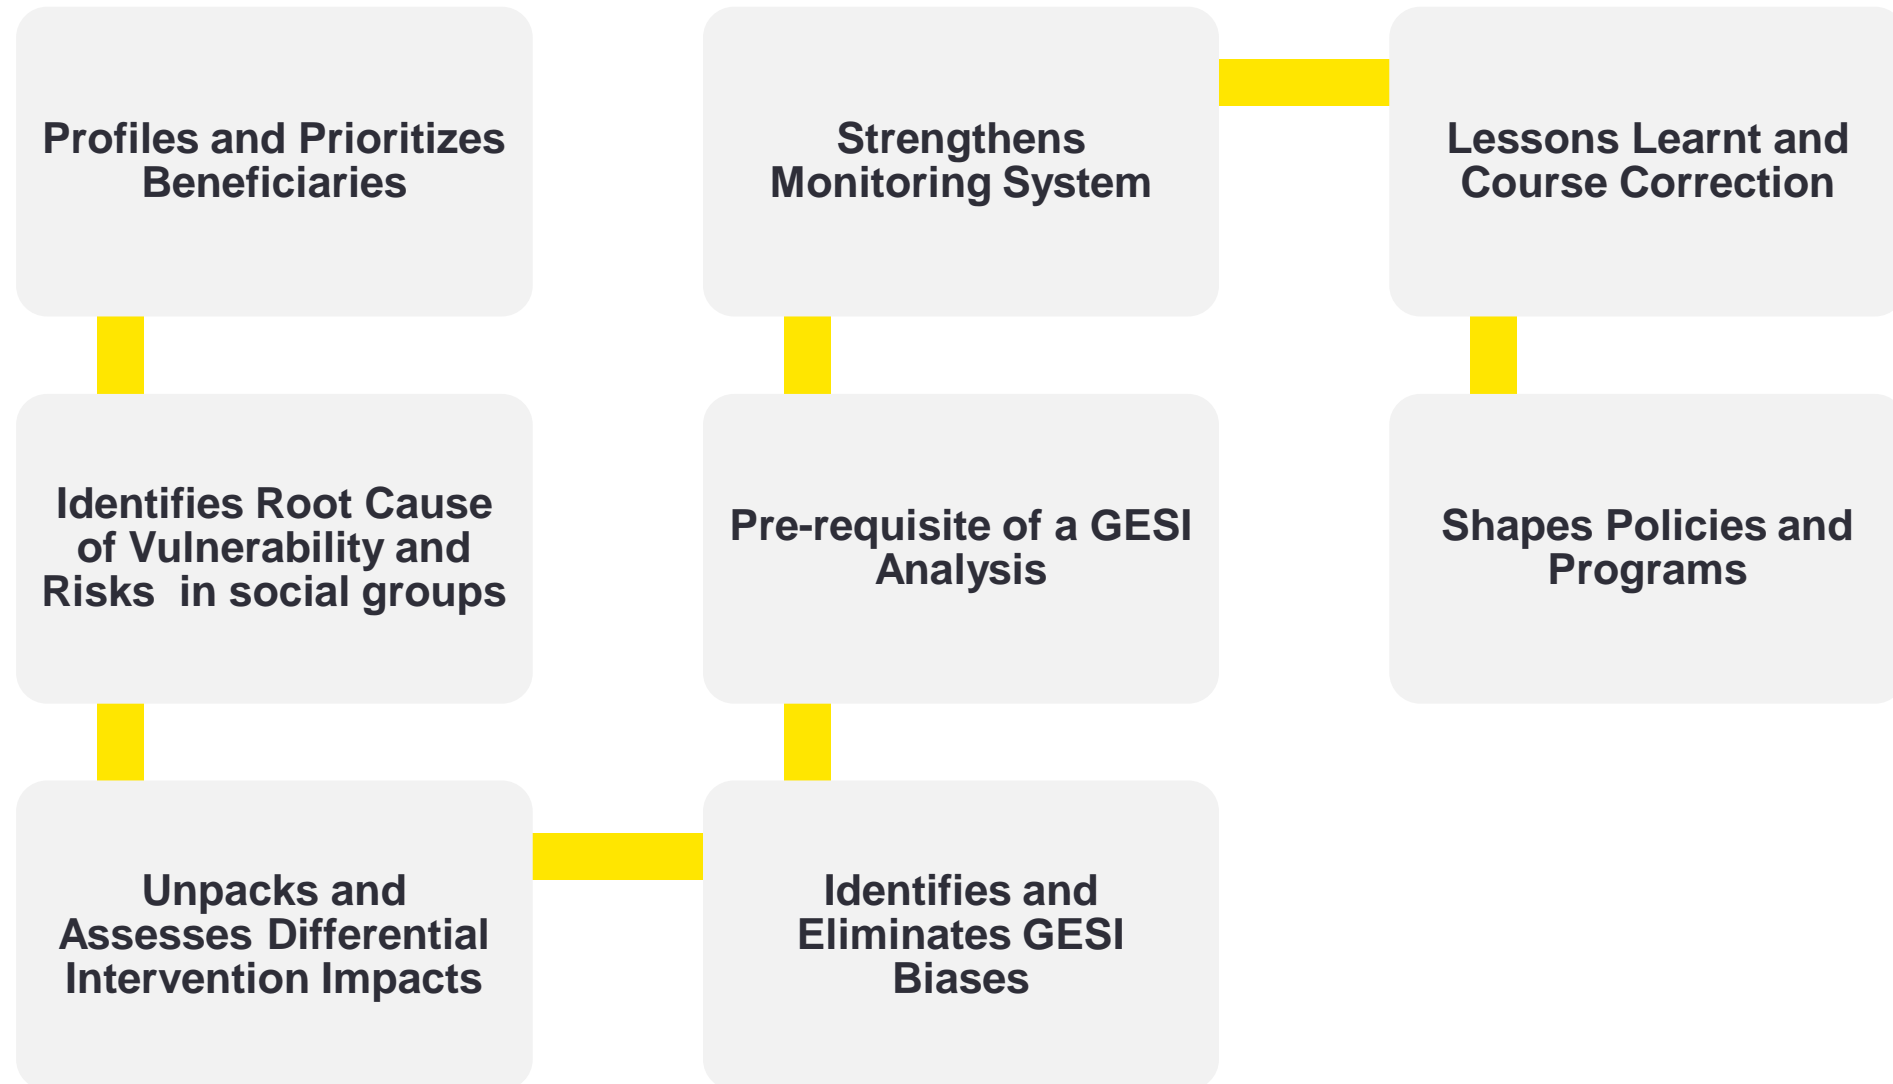 Profiles and Prioritizes
Beneficiaries
Identifies Root Cause
of Vulnerability and
Risks  in social groups
Unpacks and
Assesses Differential
Intervention Impacts
Identifies and
Eliminates GESI
Biases
Pre-requisite of a GESI
Analysis
Strengthens
Monitoring System
Lessons Learnt and
Course Correction
Shapes Policies and
Programs